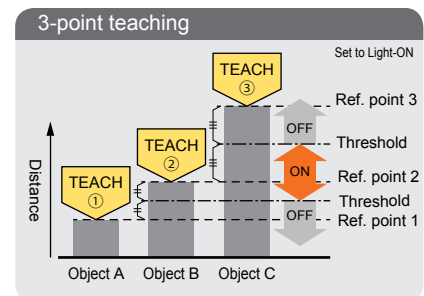 3-point teaching
Set to Light-ON
TEACH
③
Ref. point 3
OFF
TEACH
②
Threshold
ON
TEACH
①
Ref. point 2
Threshold
OFF
Ref. point 1
Distance
Object A
Object B
Object C